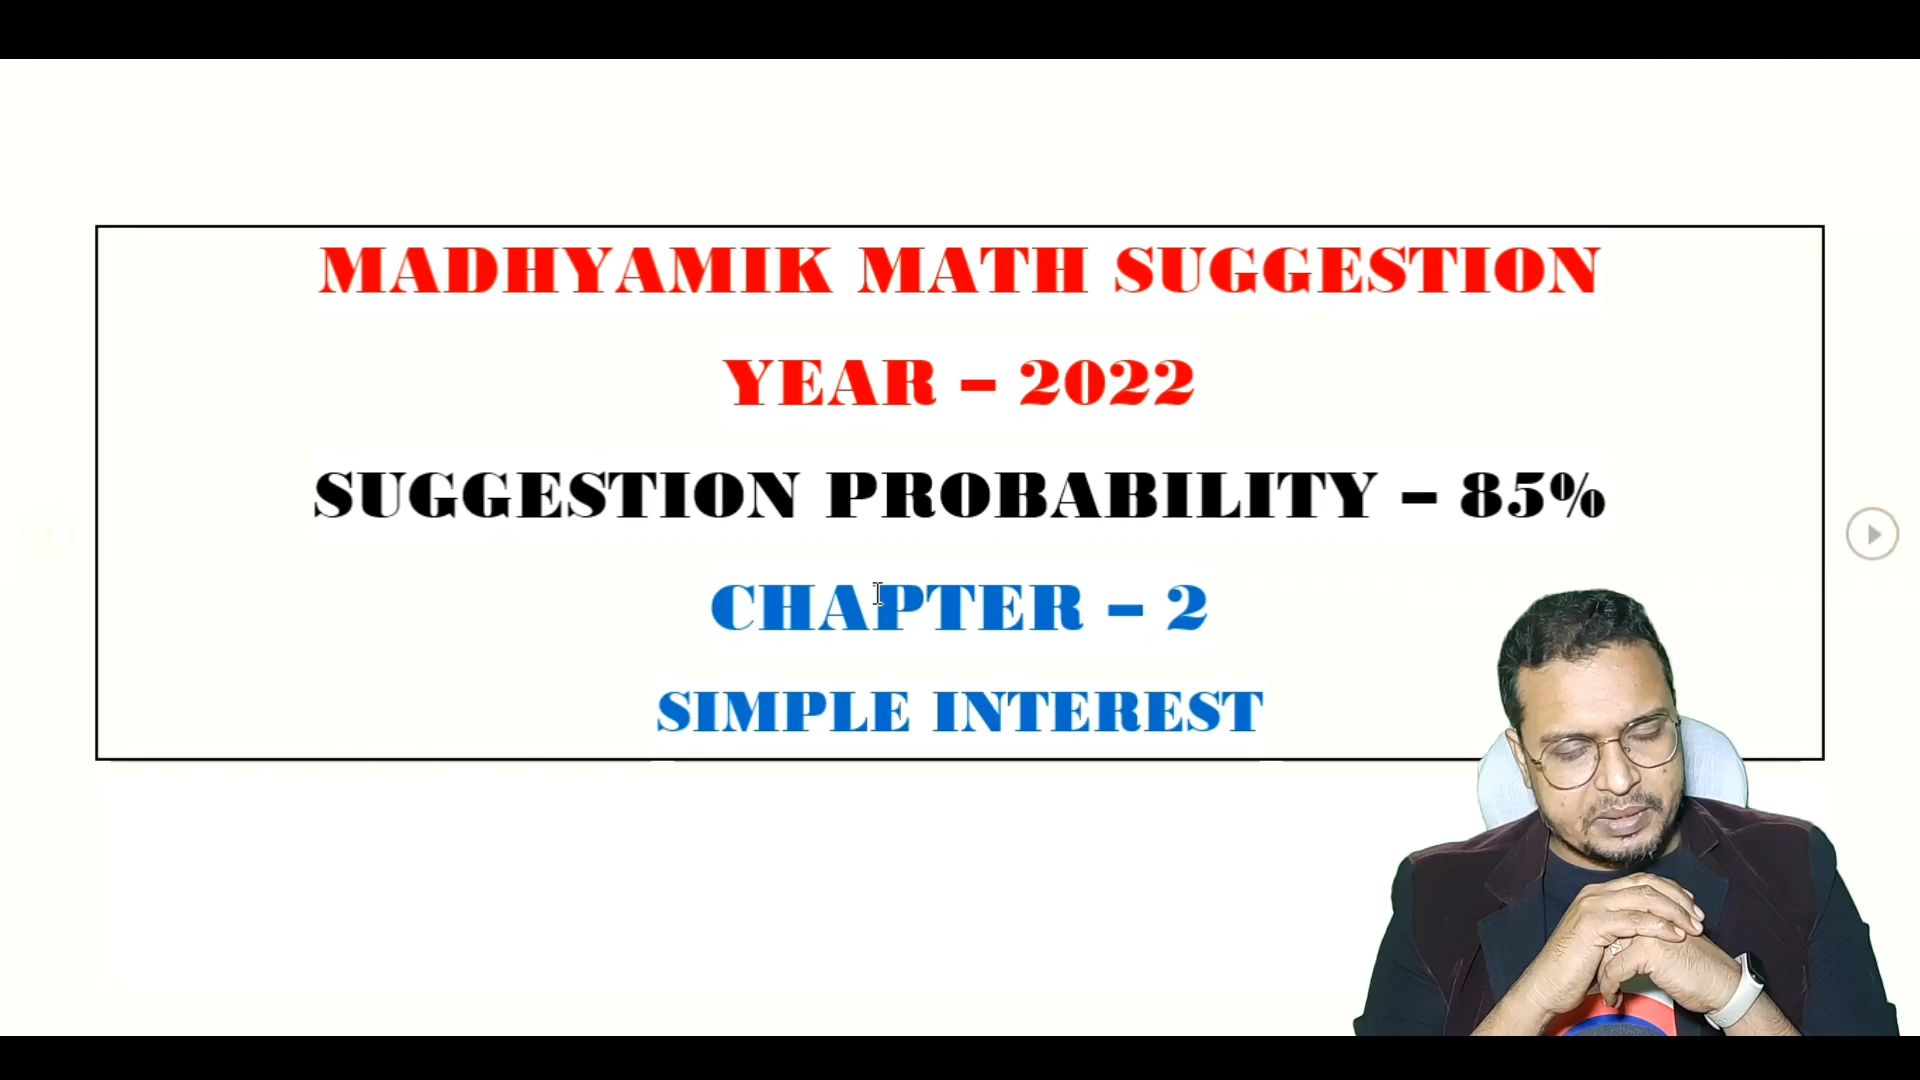 MADHYAMIK MATH SUGGESTION
YEAR – 2022
SUGGESTION PROBABILITY – 85%
CHAPTER – 2
SIMPLE INTEREST